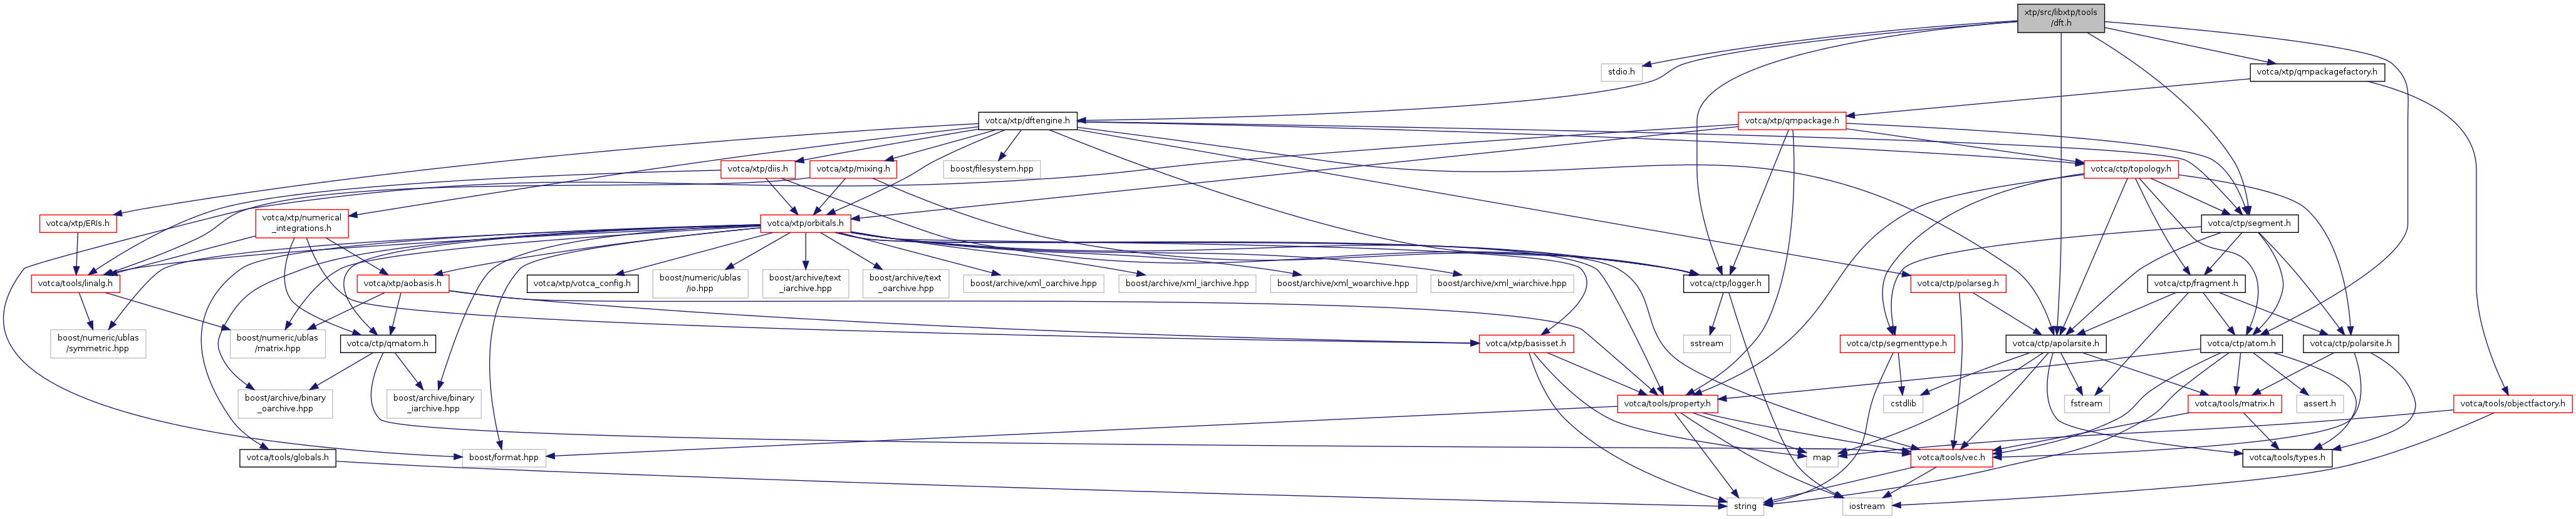 xtp/src/libxtp/tools
/dft.h
stdio.h
votca/xtp/qmpackagefactory.h
votca/xtp/dftengine.h
votca/xtp/qmpackage.h
votca/xtp/diis.h
votca/xtp/mixing.h
boost/filesystem.hpp
votca/ctp/topology.h
votca/xtp/ERIs.h
votca/xtp/numerical
_integrations.h
votca/xtp/orbitals.h
votca/ctp/segment.h
votca/tools/linalg.h
votca/xtp/aobasis.h
votca/xtp/votca_config.h
boost/numeric/ublas
/io.hpp
boost/archive/text
_iarchive.hpp
boost/archive/text
_oarchive.hpp
boost/archive/xml_oarchive.hpp
boost/archive/xml_iarchive.hpp
boost/archive/xml_woarchive.hpp
boost/archive/xml_wiarchive.hpp
votca/ctp/logger.h
votca/ctp/polarseg.h
votca/ctp/fragment.h
boost/numeric/ublas
/symmetric.hpp
boost/numeric/ublas
/matrix.hpp
votca/ctp/qmatom.h
votca/xtp/basisset.h
sstream
votca/ctp/segmenttype.h
votca/ctp/apolarsite.h
votca/ctp/atom.h
votca/ctp/polarsite.h
boost/archive/binary
_oarchive.hpp
boost/archive/binary
_iarchive.hpp
votca/tools/property.h
cstdlib
fstream
votca/tools/matrix.h
assert.h
votca/tools/objectfactory.h
votca/tools/globals.h
boost/format.hpp
map
votca/tools/vec.h
votca/tools/types.h
string
iostream